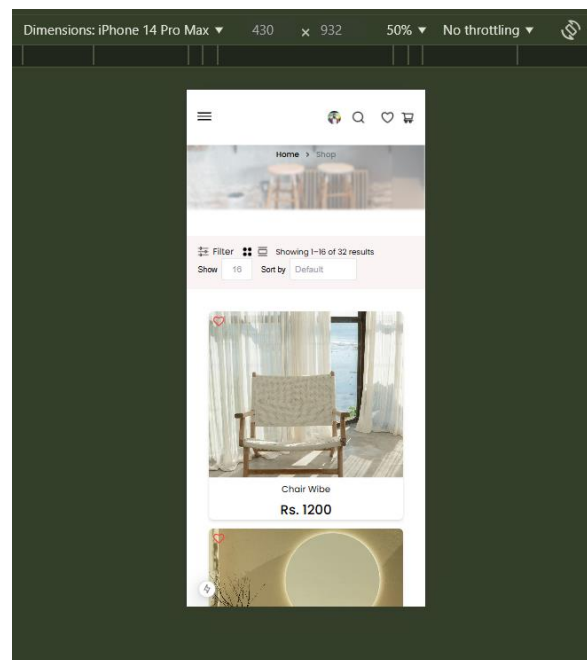 Dimensions: iPhone 14 Pro Max ▼ 430 × 932 50% ▼ No throttling ▼
Home > Shop
Filter Showing 1–16 of 32 results
Show 16 Sort by Default
Chair Wibe
Rs. 1200